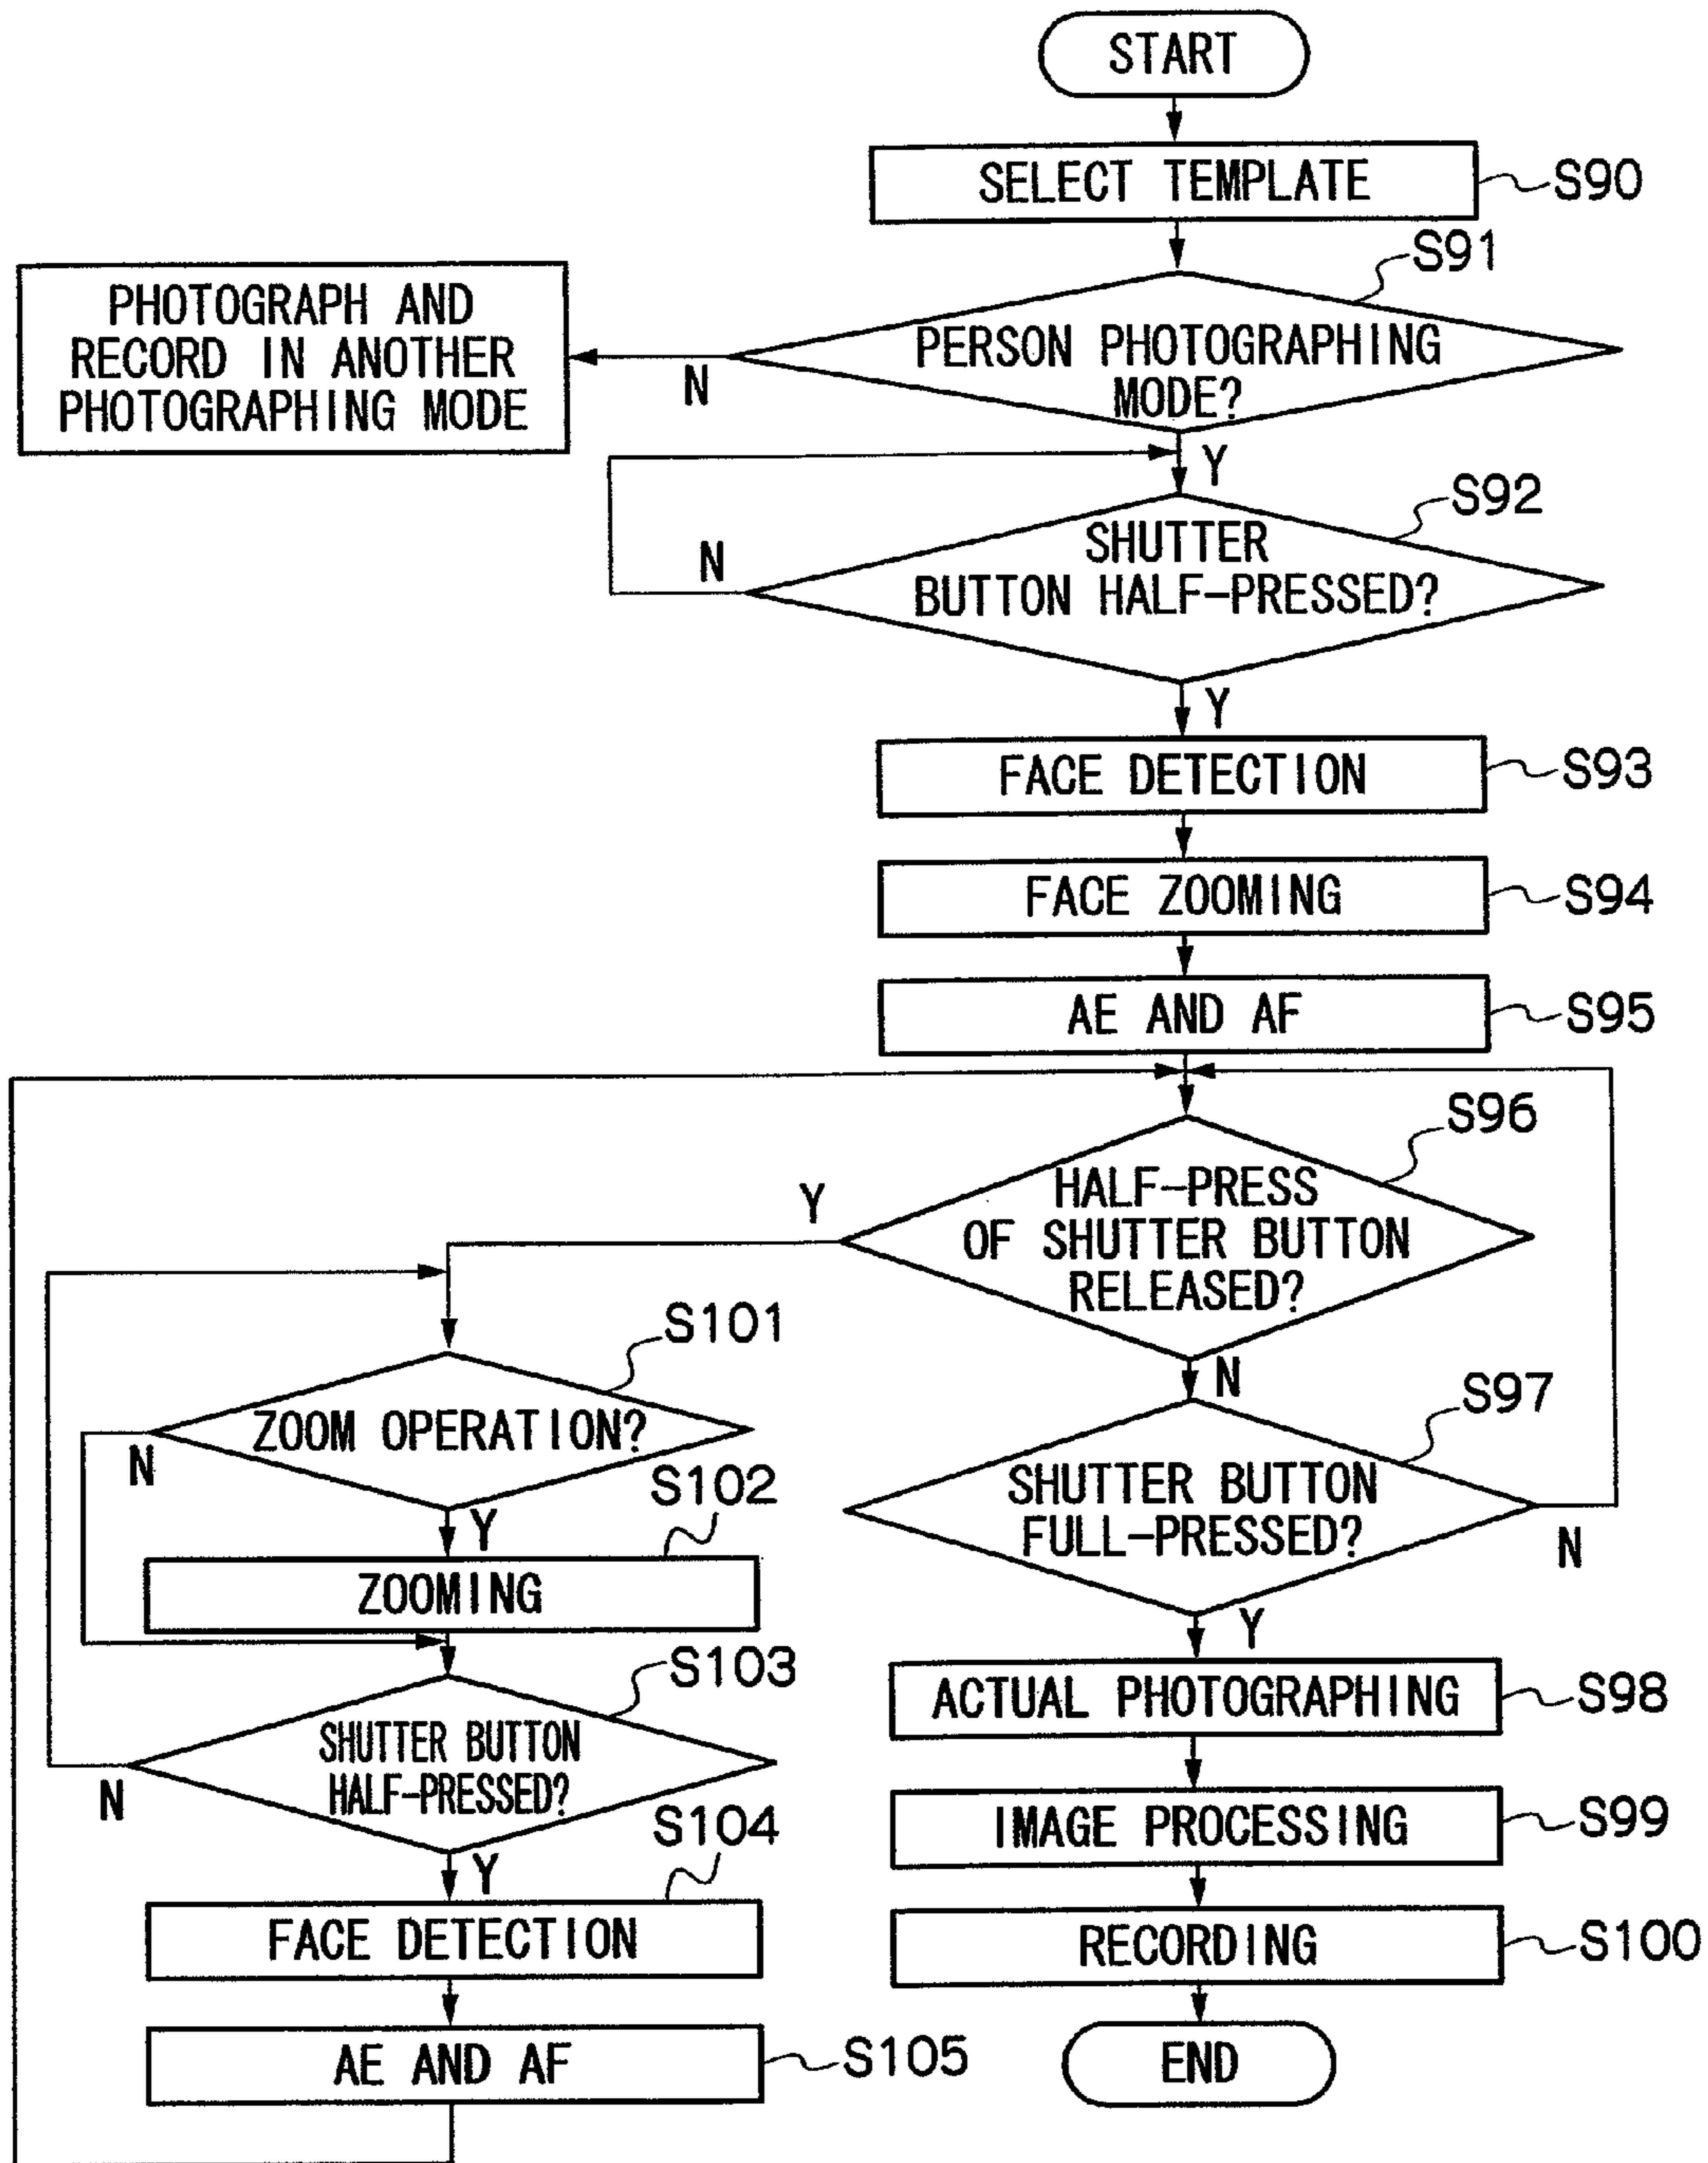 START
SELECT TEMPLATE
S90
S91
PERSON PHOTOGRAPHING
MODE?
N
PHOTOGRAPH AND
RECORD IN ANOTHER
PHOTOGRAPHING MODE
Y
S92
SHUTTER
BUTTON HALF-PRESSED?
N
Y
FACE DETECTION
S93
FACE ZOOMING
S94
AE AND AF
S95
S96
HALF-PRESS
OF SHUTTER BUTTON
RELEASED?
Y
N
S97
SHUTTER BUTTON
FULL-PRESSED?
N
Y
ACTUAL PHOTOGRAPHING
S98
IMAGE PROCESSING
S99
RECORDING
S100
END
S101
ZOOM OPERATION?
N
Y
S102
ZOOMING
S103
SHUTTER BUTTON
HALF-PRESSED?
N
Y
S104
FACE DETECTION
AE AND AF
S105